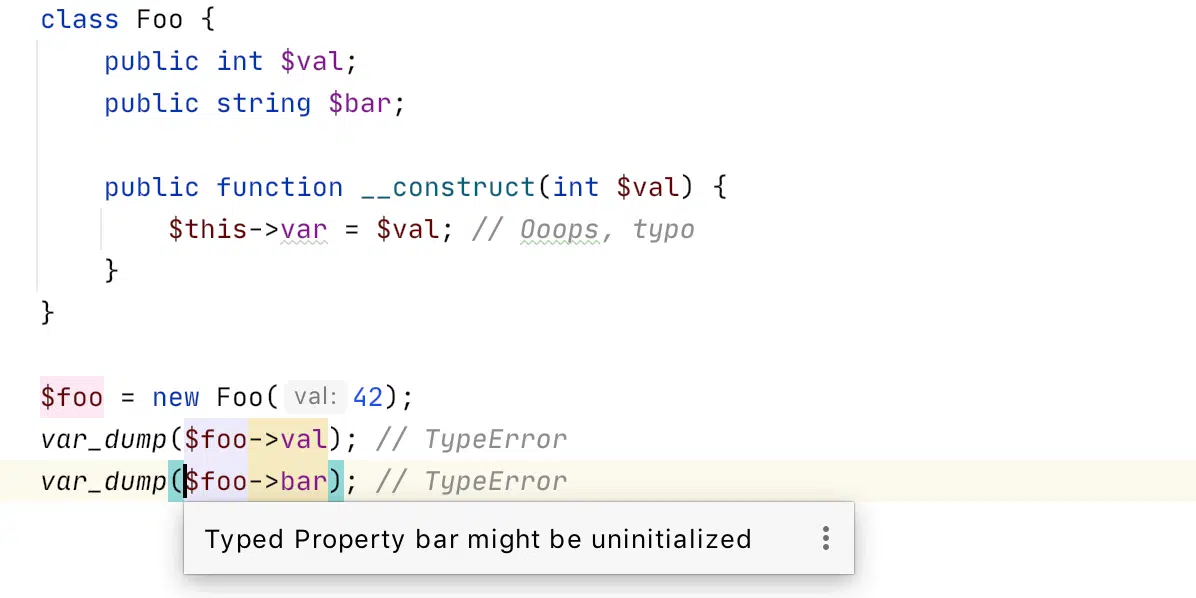 class Foo {
public int $val;
public string $bar;
public function __construct(int $val) {
$this->var = $val; // Ooops, typo
}
}
$foo = new Foo( val: 42);
var_dump($foo->val); // TypeError
var_dump($foo->bar); // TypeError
Typed Property bar might be uninitialized